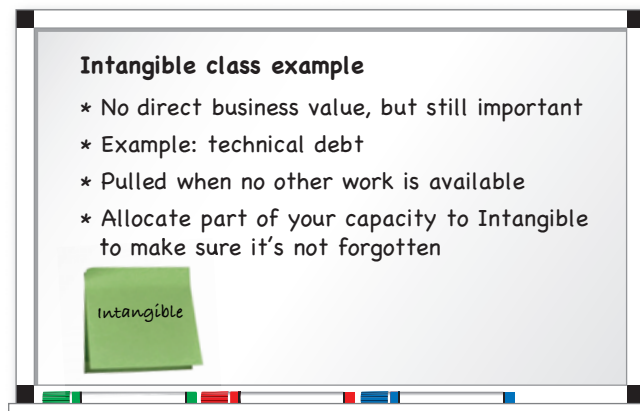 Intangible class example
* No direct business value, but still important
* Example: technical debt
* Pulled when no other work is available
* Allocate part of your capacity to Intangible
to make sure it's not forgotten
Intangible